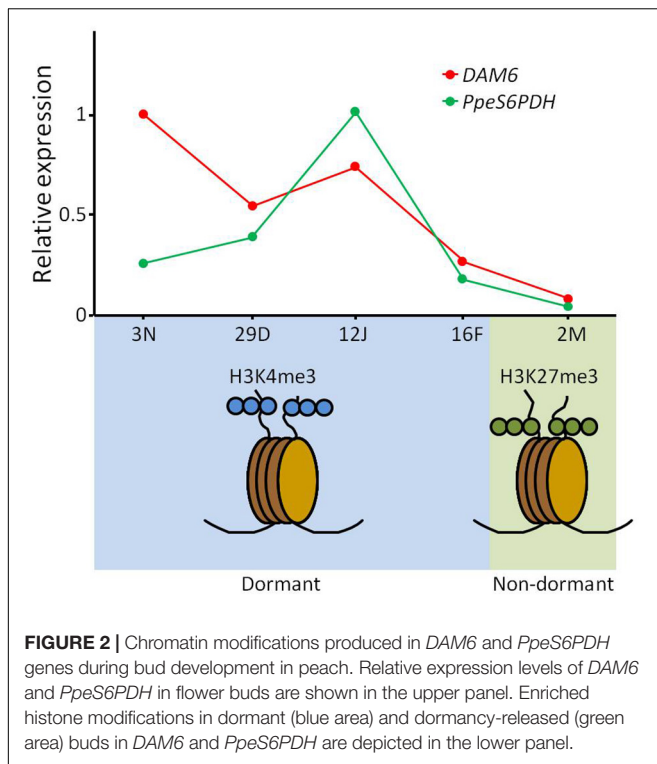 DAM6
PpeS6PDH
Relative expression
1
0.5
0
3N 29D 12J 16F 2M
H3K4me3 H3K27me3
Dormant Non-dormant
FIGURE 2 | Chromatin modifications produced in DAM6 and PpeS6PDH
genes during bud development in peach. Relative expression levels of DAM6
and PpeS6PDH in flower buds are shown in the upper panel. Enriched
histone modifications in dormant (blue area) and dormancy-released (green
area) buds in DAM6 and PpeS6PDH are depicted in the lower panel.